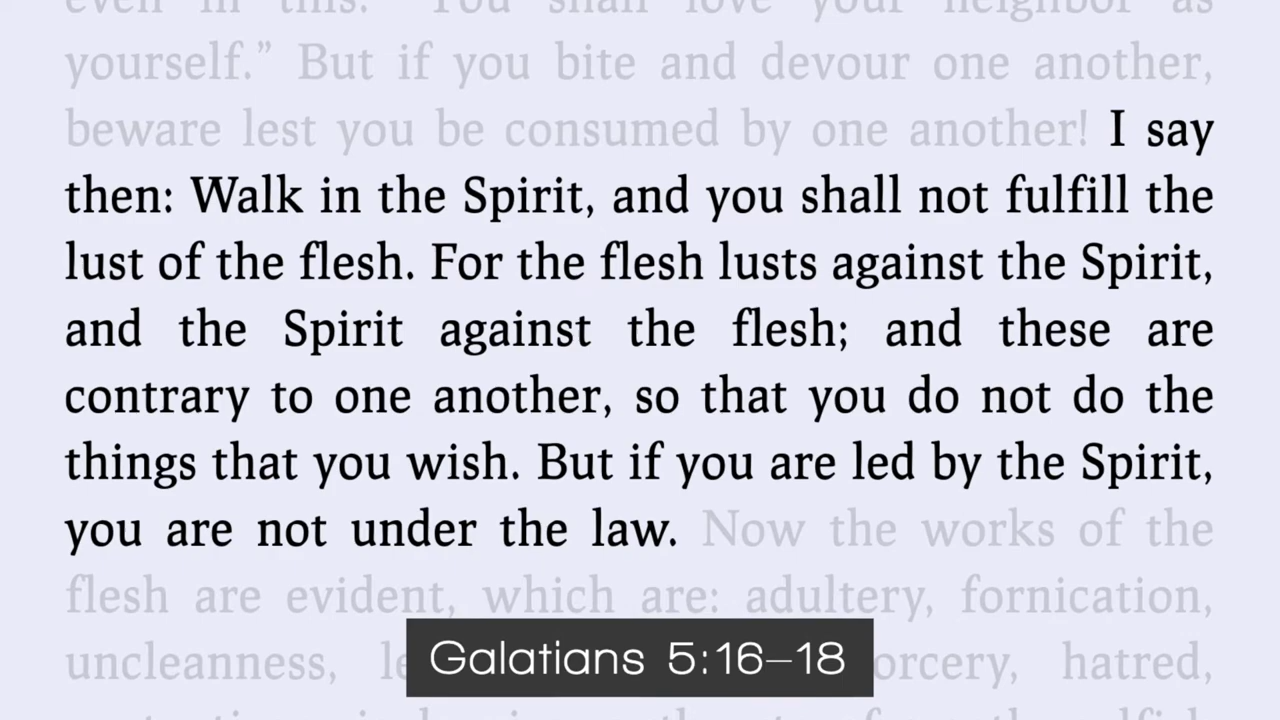 even in this: "You shall love your neighbor as
yourself.” But if you bite and devour one another,
beware lest you be consumed by one another! I say
then: Walk in the Spirit, and you shall not fulfill the
lust of the flesh. For the flesh lusts against the Spirit,
and the Spirit against the flesh; and these are
contrary to one another, so that you do not do the
things that you wish. But if you are led by the Spirit,
you are not under the law. Now the works of the
flesh are evident, which are: adultery, fornication,
uncleanness, hatred,
Galatians 5:16–18